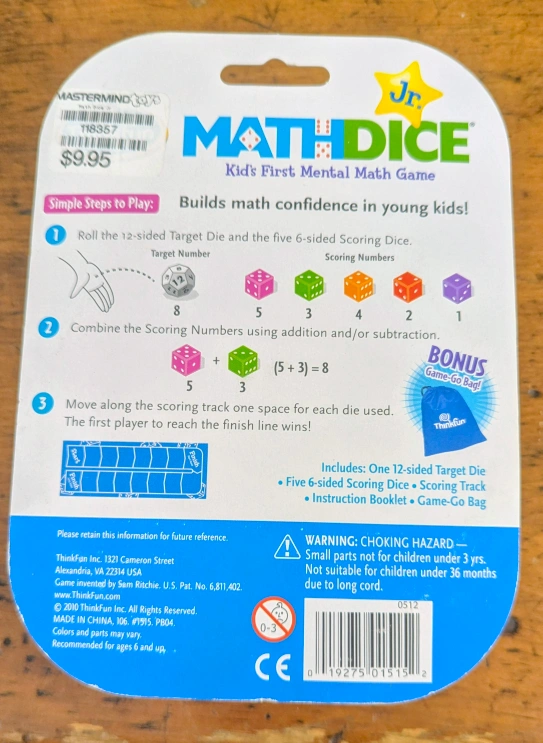 Jr.
MASTERMIND toys
118357
$9.95
MATHDICE
Kid's First Mental Math Game
Simple Steps to Play:
Builds math confidence in young kids!
1 Roll the 12-sided Target Die and the five 6-sided Scoring Dice.
Target Number
Scoring Numbers
12
8 5 3 4 2 1
2 Combine the Scoring Numbers using addition and/or subtraction.
+ (5 + 3) = 8
5 3
BONUS
Game-Go Bag!
ThinkFun
3 Move along the scoring track one space for each die used.
The first player to reach the finish line wins!
Start
Finish
Finish
Includes: One 12-sided Target Die
• Five 6-sided Scoring Dice • Scoring Track
• Instruction Booklet • Game-Go Bag
Please retain this information for future reference.
ThinkFun Inc. 1321 Cameron Street
Alexandria, VA 22314 USA
Game invented by Sam Ritchie. U.S. Pat. No. 6,811,402.
www.ThinkFun.com
© 2010 ThinkFun Inc. All Rights Reserved.
MADE IN CHINA, 106. #1515. PB04.
Colors and parts may vary.
Recommended for ages 6 and up.
WARNING: CHOKING HAZARD —
Small parts not for children under 3 yrs.
Not suitable for children under 36 months
due to long cord.
0-3
CE
0512
0 19275 01515 2